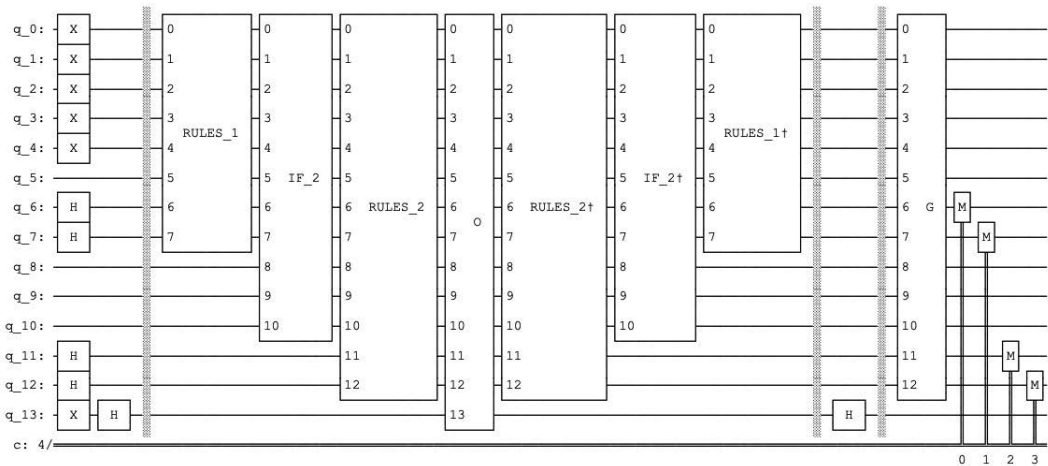 q_0: X 0 0 0 0 0 0 0 0
q_1: X 1 1 1 1 1 1 1 1
q_2: X 2 2 2 2 2 2 2 2
q_3: X 3 3 3 3 3 3 3 3
RULES_1 RULES_1†
q_4: X 4 4 4 4 4 4 4 4
q_5: 5 5 IF_2 5 5 5 5 IF_2† 5 5
q_6: H 6 6 6 RULES_2 6 6 RULES_2† 6 6 6 G M
O
q_7: H 7 7 7 7 7 7 7 7 M
q_8: 8 8 8 8 8 8
q_9: 9 9 9 9 9 9
q_10: 10 10 10 10 10 10
q_11: H 11 11 11 11 M
q_12: H 12 12 12 12 M
q_13: X H 13 H
c: 4/
0 1 2 3